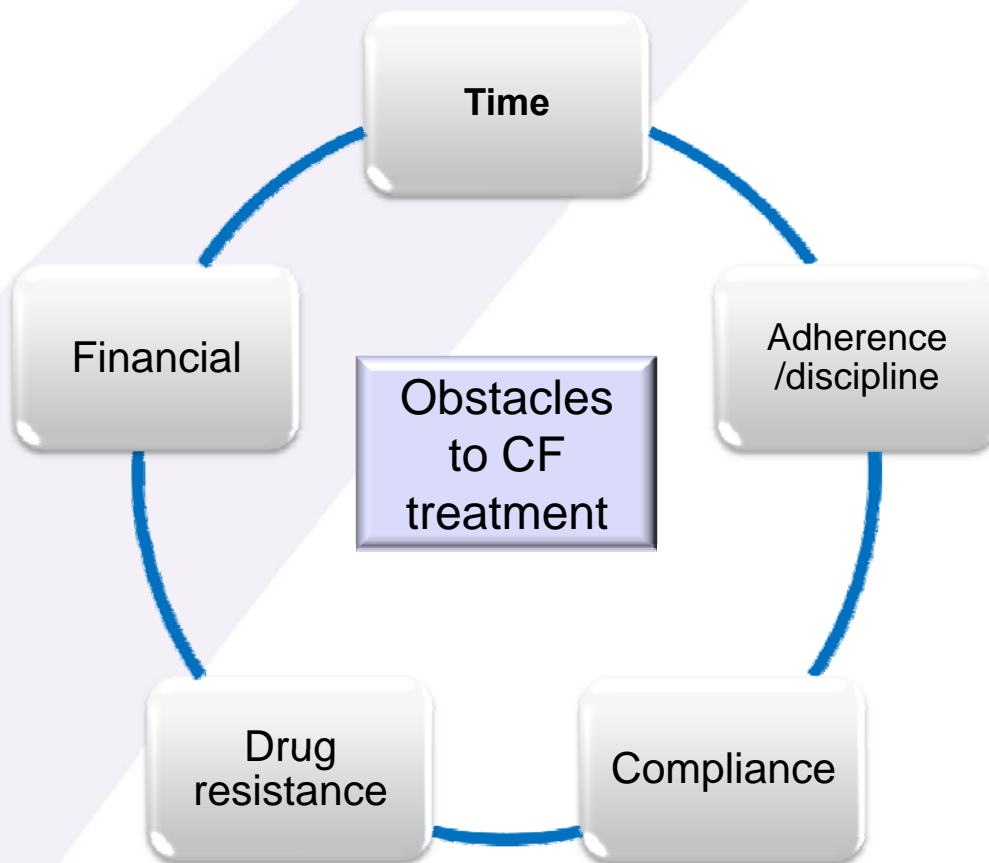 Time
Adherence
/discipline
Financial
Obstacles
to CF
treatment
Compliance
Drug
resistance